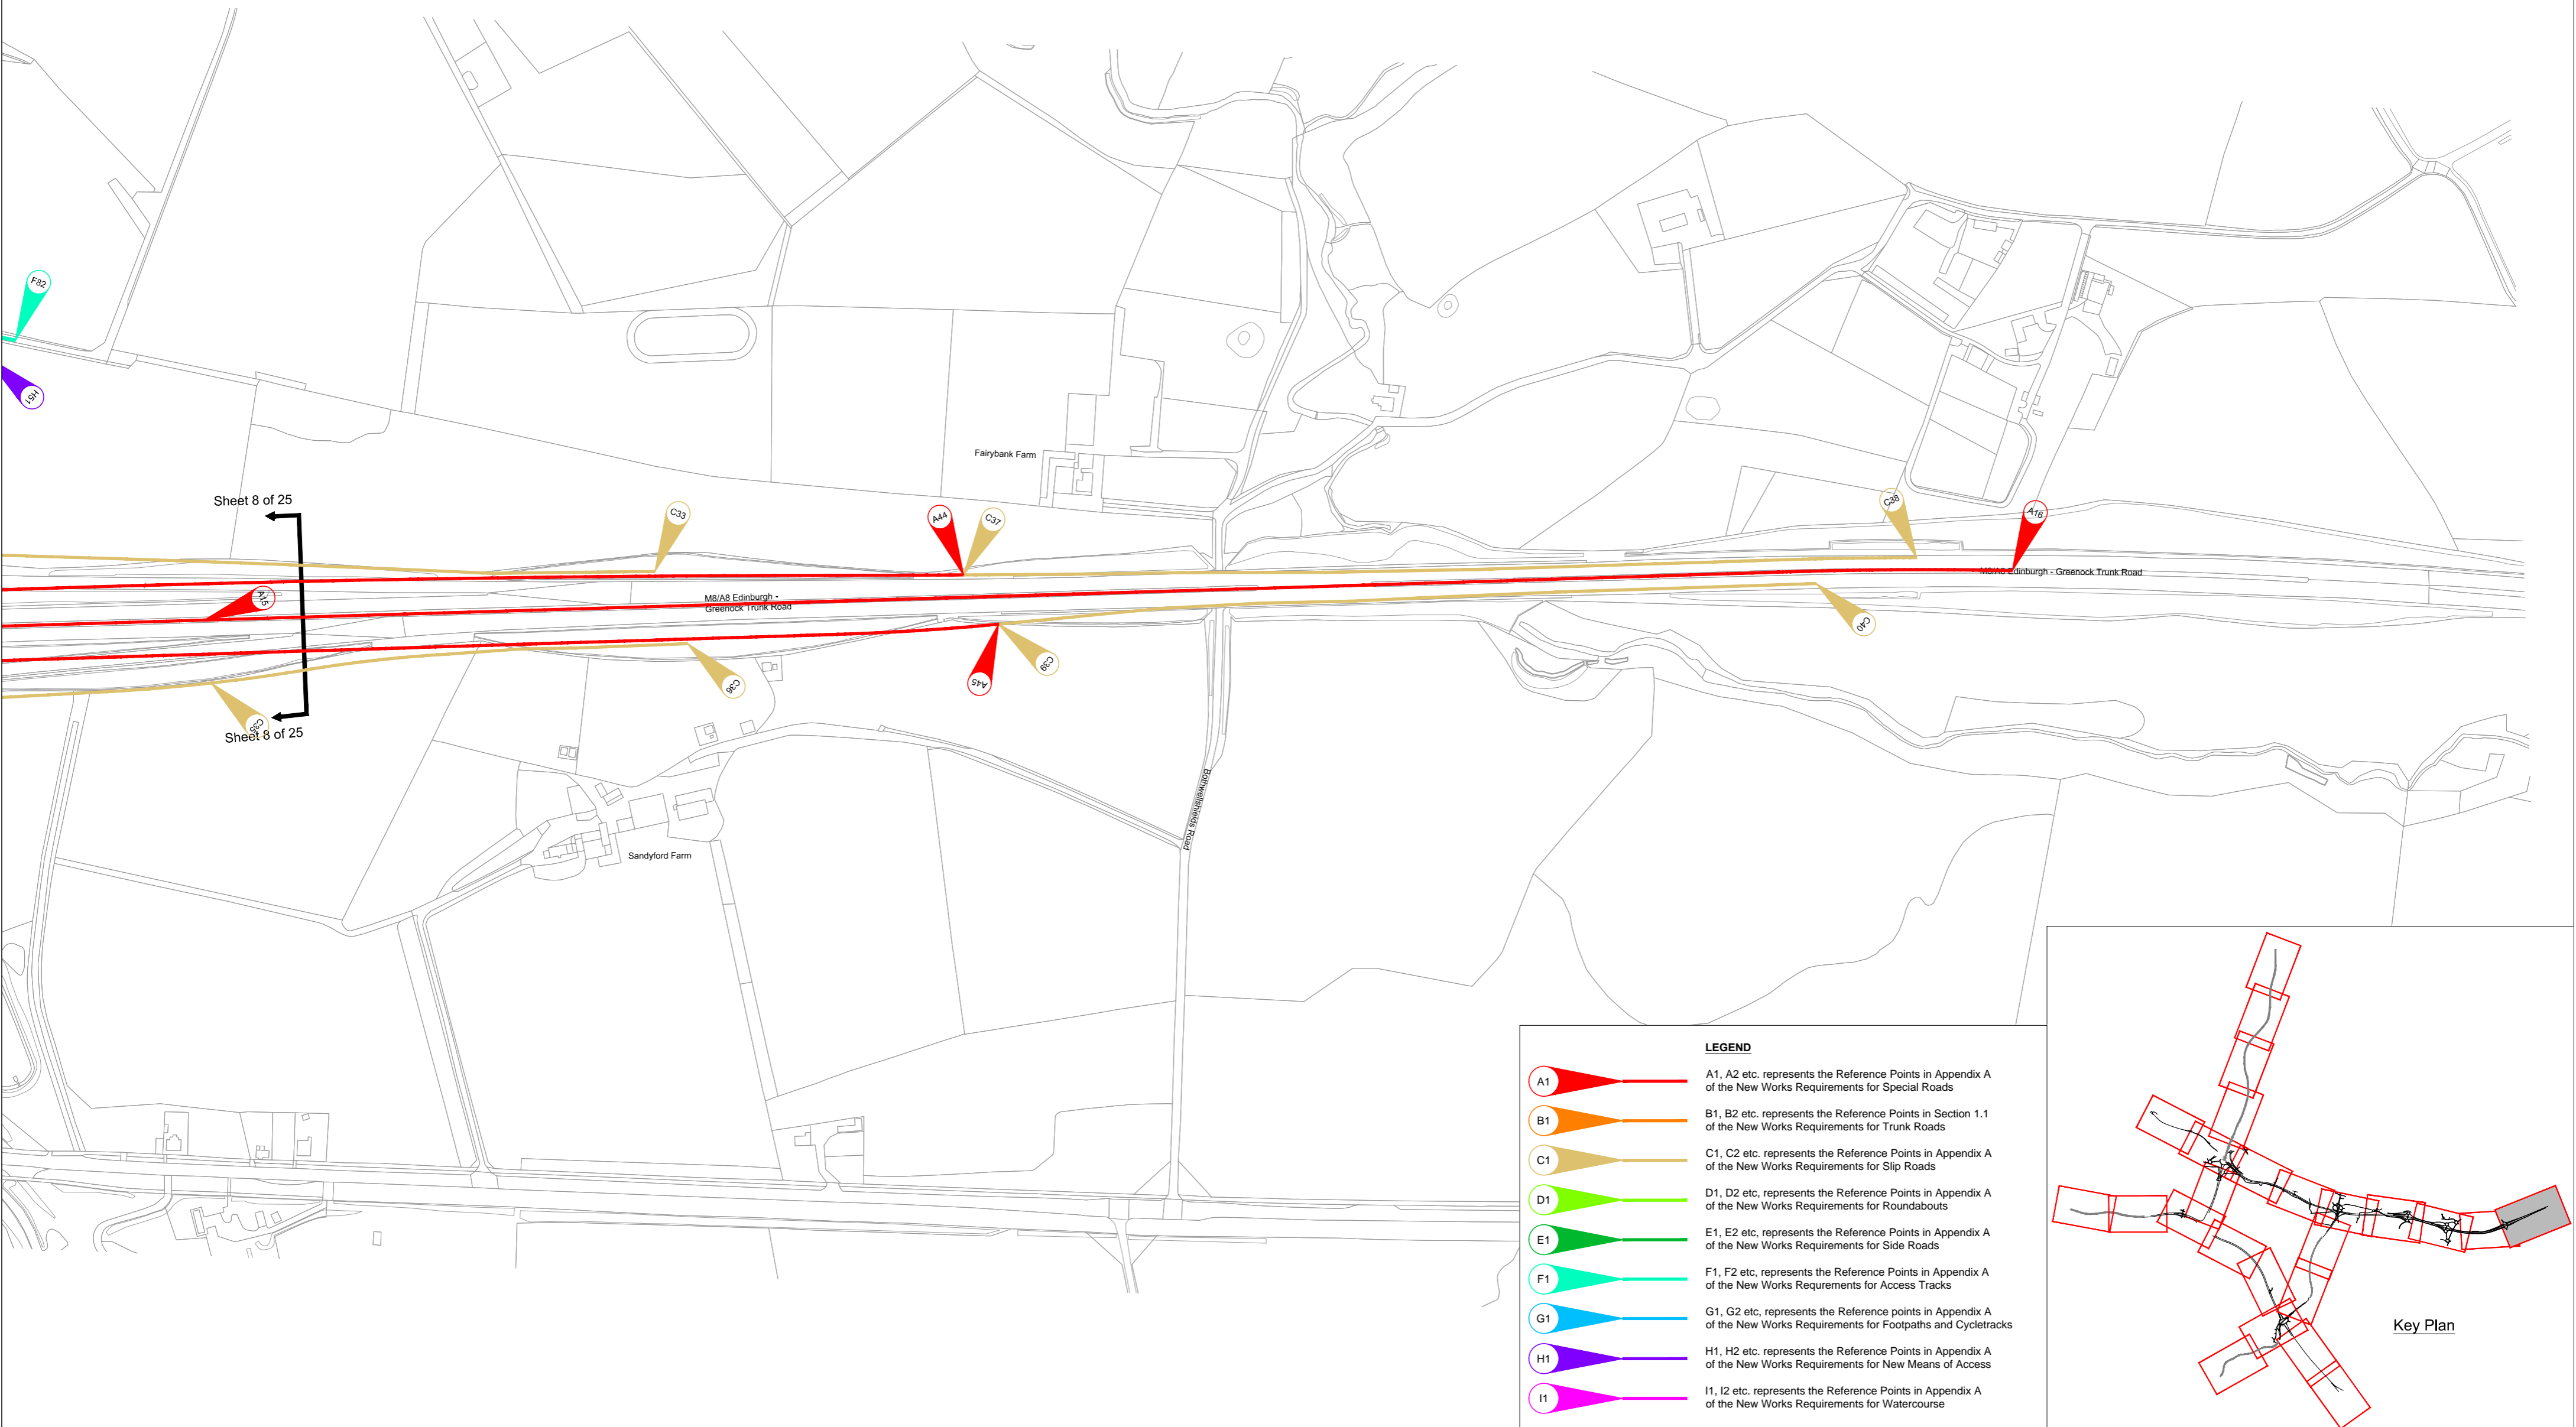 F82
H51
Fairybank Farm
Sheet 8 of 25
C33
A44
C37
C38
A16
M8/A8 Edinburgh - Greenock Trunk Road
A15
M8/A8 Edinburgh -
Greenock Trunk Road
C40
C39
A45
C36
C35
Sheet 8 of 25
Bothwellshields Road
Sandyford Farm
LEGEND
A1
A1, A2 etc. represents the Reference Points in Appendix A
of the New Works Requirements for Special Roads
B1
B1, B2 etc. represents the Reference Points in Section 1.1
of the New Works Requirements for Trunk Roads
C1
C1, C2 etc. represents the Reference Points in Appendix A
of the New Works Requirements for Slip Roads
D1
D1, D2 etc, represents the Reference Points in Appendix A
of the New Works Requirements for Roundabouts
E1
E1, E2 etc, represents the Reference Points in Appendix A
of the New Works Requirements for Side Roads
F1
F1, F2 etc, represents the Reference Points in Appendix A
of the New Works Requrements for Access Tracks
G1
G1, G2 etc, represents the Reference points in Appendix A
of the New Works Requirements for Footpaths and Cycletracks
H1
H1, H2 etc. represents the Reference Points in Appendix A
of the New Works Requirements for New Means of Access
I1
I1, I2 etc. represents the Reference Points in Appendix A
of the New Works Requirements for Watercourse
Key Plan